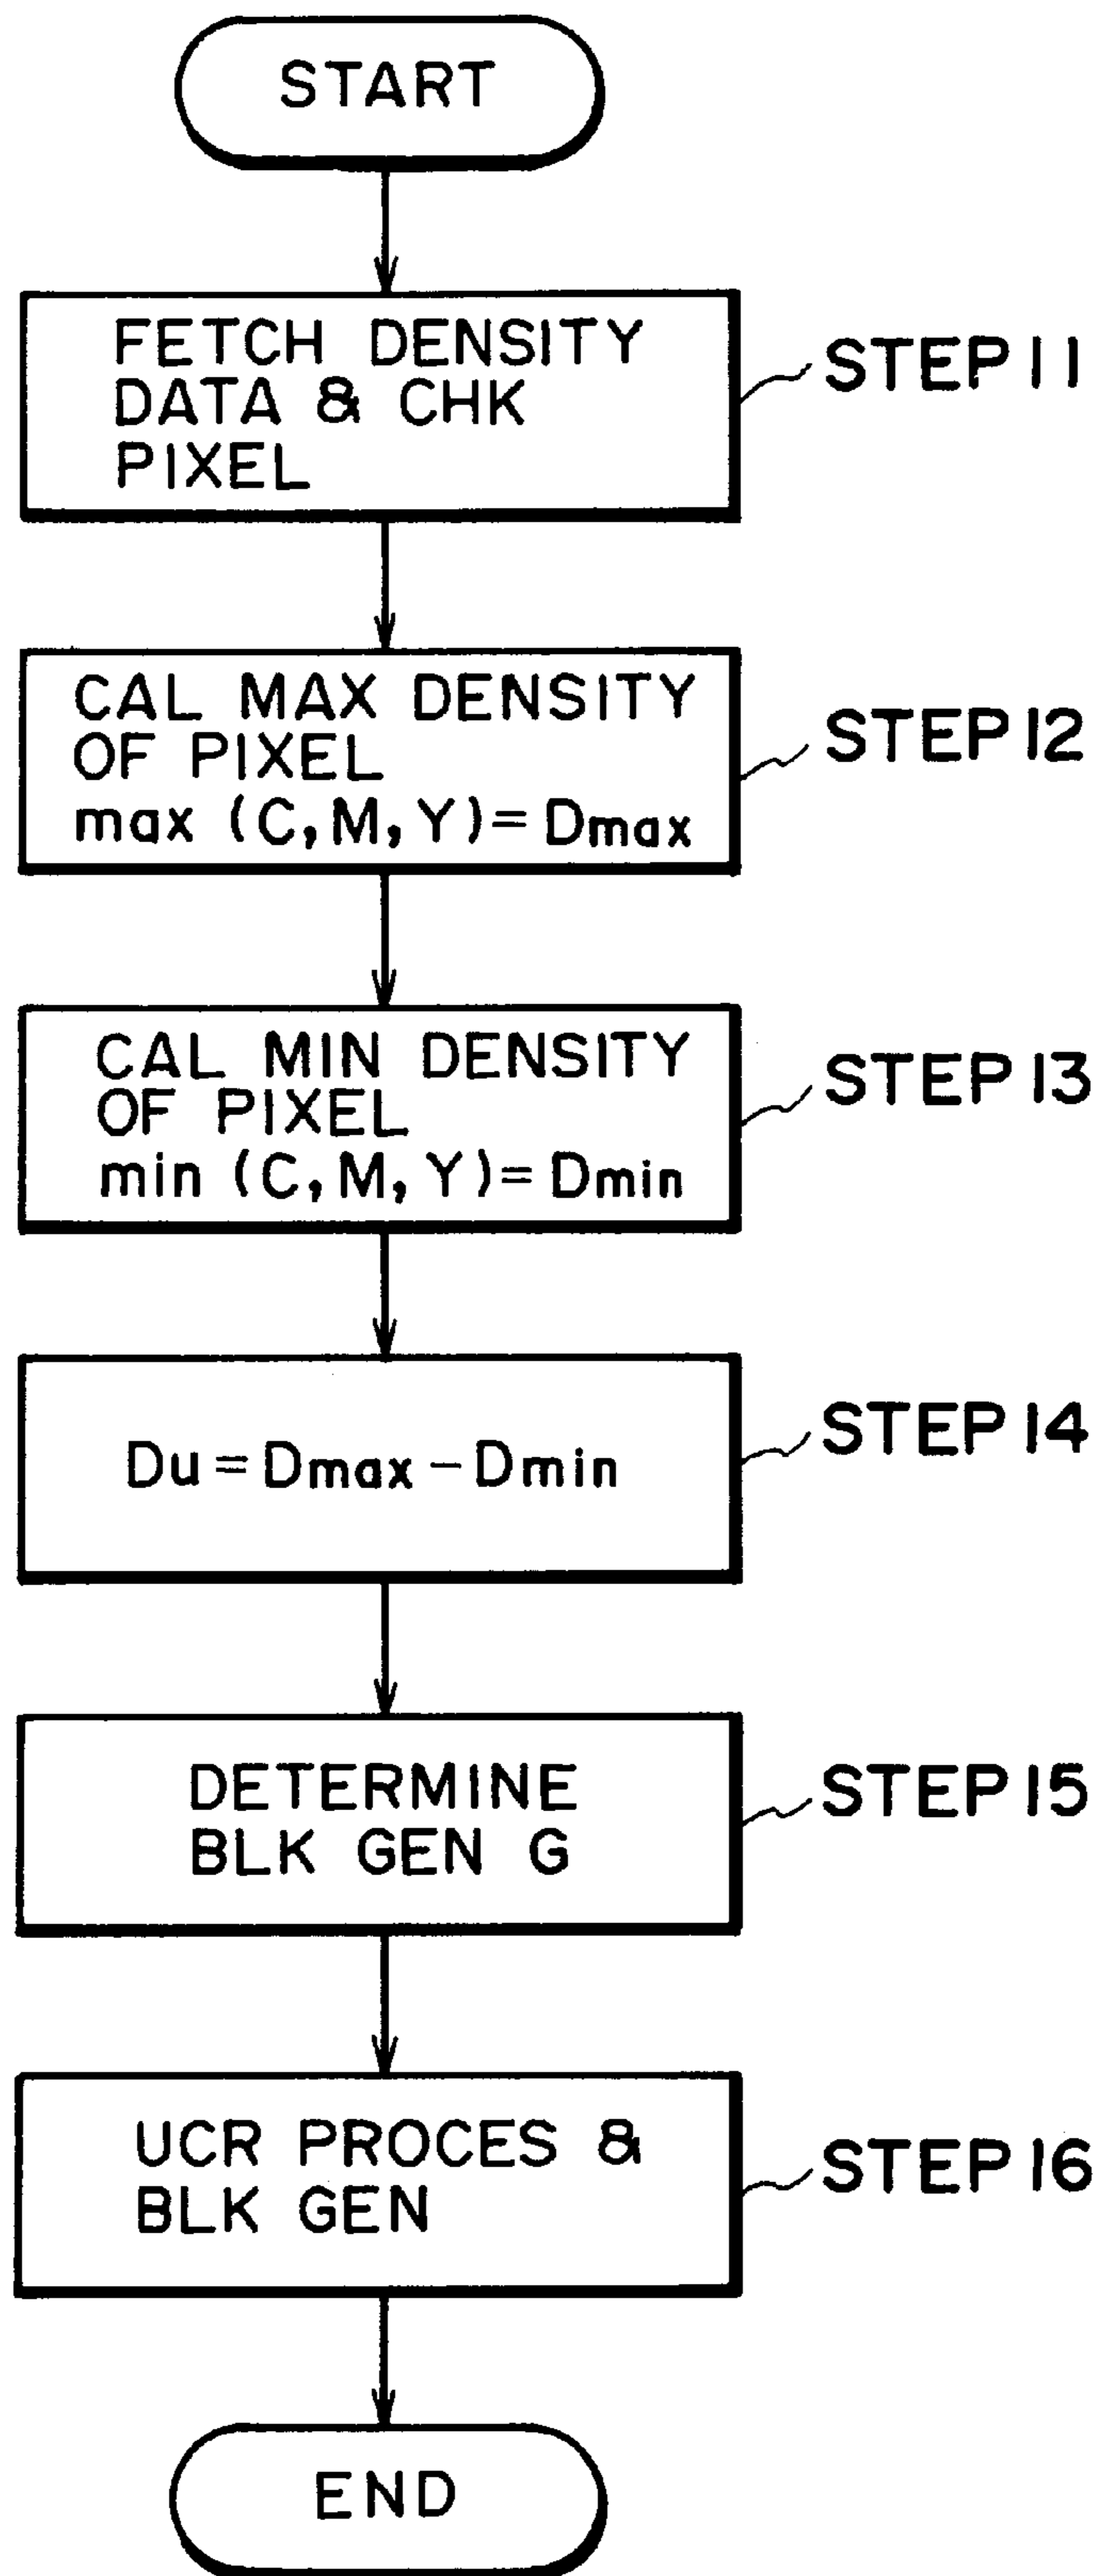 START
FETCH DENSITY
DATA & CHK
PIXEL
STEP 11
CAL MAX DENSITY
OF PIXEL
max (C, M, Y) = Dmax
STEP 12
CAL MIN DENSITY
OF PIXEL
min (C, M, Y) = Dmin
STEP 13
Du = Dmax - Dmin
STEP 14
DETERMINE
BLK GEN G
STEP 15
UCR PROCES &
BLK GEN
STEP 16
END